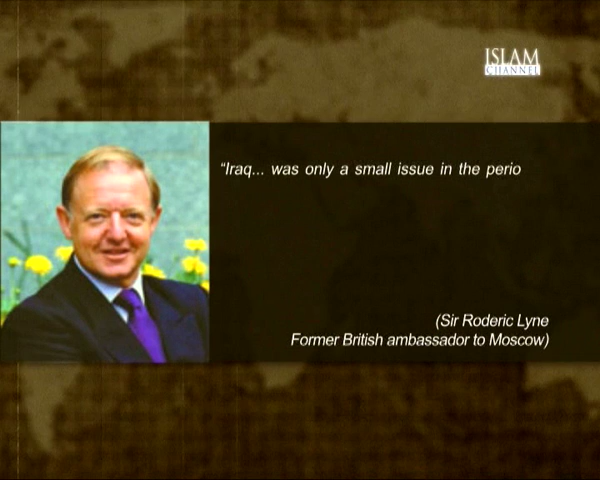 ISLAM
CHANNEL
“Iraq... was only a small issue in the perio
(Sir Roderic Lyne
Former British ambassador to Moscow)